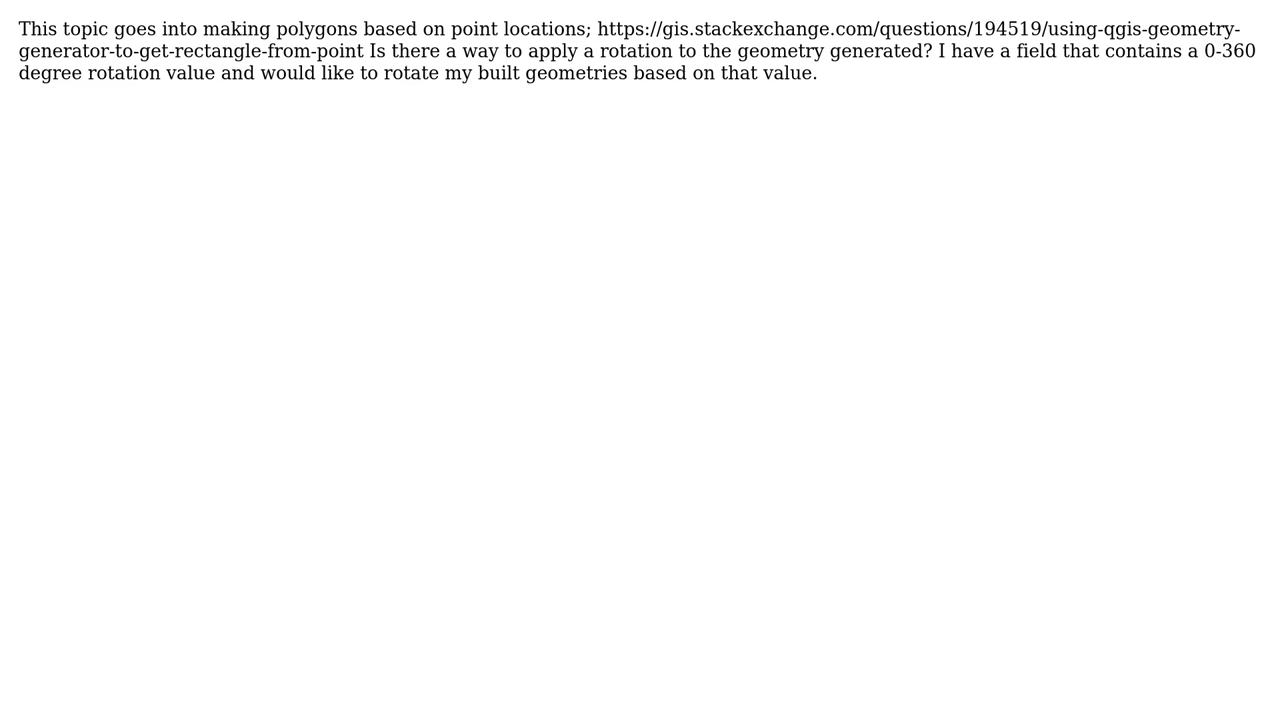 This topic goes into making polygons based on point locations; https://gis.stackexchange.com/questions/194519/using-qgis-geometry-
generator-to-get-rectangle-from-point Is there a way to apply a rotation to the geometry generated? I have a field that contains a 0-360
degree rotation value and would like to rotate my built geometries based on that value.